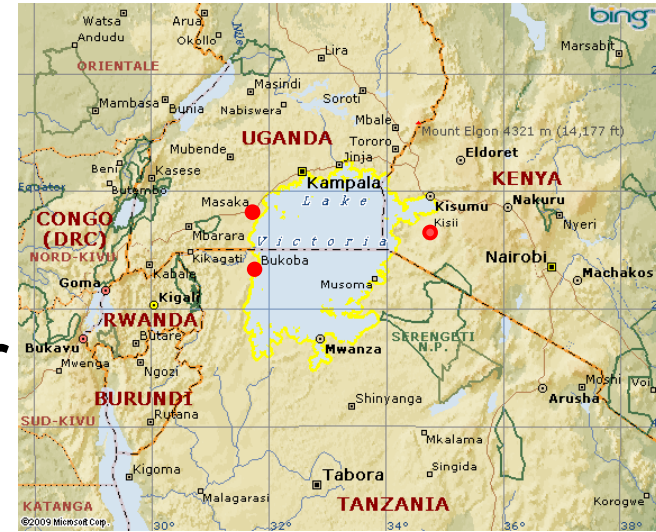 bing
Watsa
Andudu
Arua
Okollo
Nile
Lira
Marsabit
ORIENTALE
Masindi
Soroti
Mambasa
Bunia
Nabiswera
Mbale
Mount Elgon 4321 m (14,177 ft)
UGANDA
Tororo
Mubende
Jinja
Eldoret
Beni
Kasese
KENYA
Equator
Butembo
Kampala
Masaka
Lake
Kisumu
Nakuru
CONGO
(DRC)
Mbarara
Kisii
Nyeri
Victoria
NORD-KIVU
Kikagati
Bukoba
Nairobi
Kabale
Goma
Musoma
Machakos
Kigali
RWANDA
Butare
SERENGETI
N.P.
Bukavu
Mwanza
Mwenga
Ngozi
Moshi
Voi
BURUNDI
Arusha
Shinyanga
SUD-KIVU
Rutana
Mkalama
Kigoma
Singida
Tabora
Malagarasi
Korogwe
KATANGA
TANZANIA
©2009 Microsoft Corp.
30°
32°
34°
36°
38°